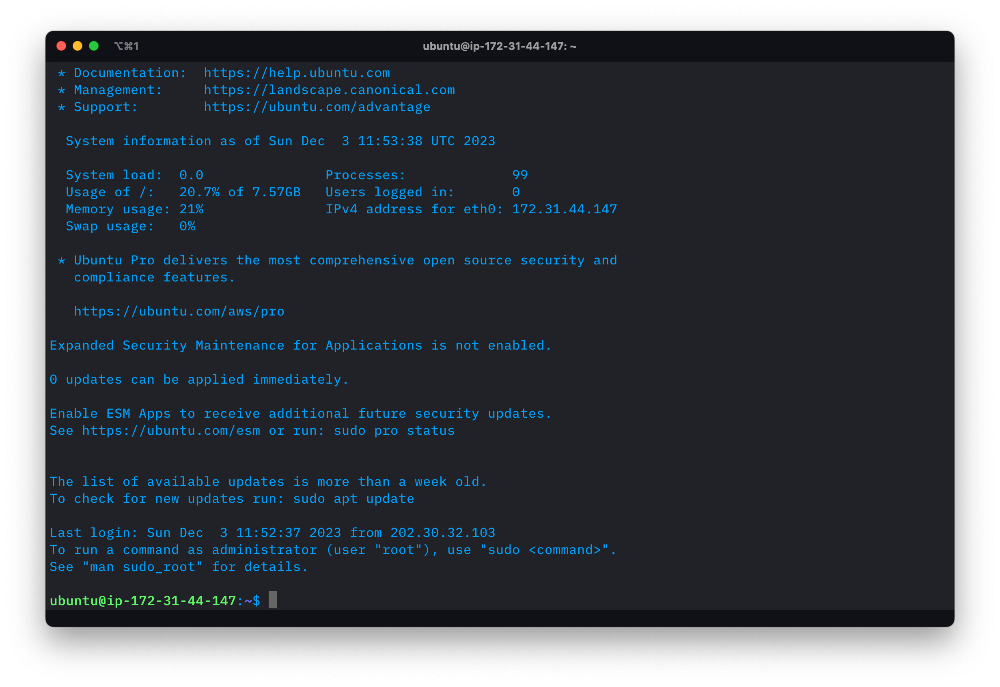 ⌥⌘1 ubuntu@ip-172-31-44-147: ~
* Documentation:  https://help.ubuntu.com
* Management:     https://landscape.canonical.com
* Support:        https://ubuntu.com/advantage
System information as of Sun Dec  3 11:53:38 UTC 2023
System load:  0.0               Processes:             99
Usage of /:   20.7% of 7.57GB   Users logged in:       0
Memory usage: 21%               IPv4 address for eth0: 172.31.44.147
Swap usage:   0%
* Ubuntu Pro delivers the most comprehensive open source security and
compliance features.
https://ubuntu.com/aws/pro
Expanded Security Maintenance for Applications is not enabled.
0 updates can be applied immediately.
Enable ESM Apps to receive additional future security updates.
See https://ubuntu.com/esm or run: sudo pro status
The list of available updates is more than a week old.
To check for new updates run: sudo apt update
Last login: Sun Dec  3 11:52:37 2023 from 202.30.32.103
To run a command as administrator (user "root"), use "sudo <command>".
See "man sudo_root" for details.
ubuntu@ip-172-31-44-147:~$